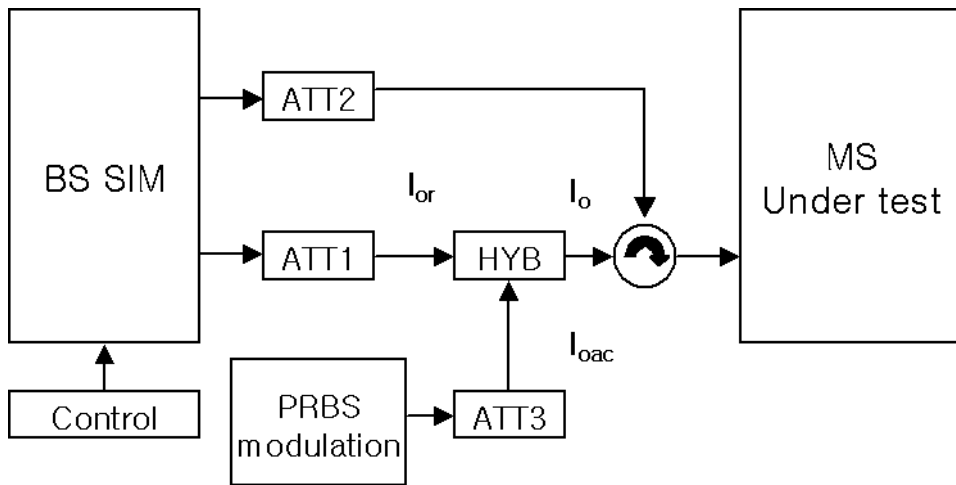 ATT2
BS SIM
MS
Under test
Ior
Io
ATT1
HYB
Ioac
Control
PRBS
modulation
ATT3